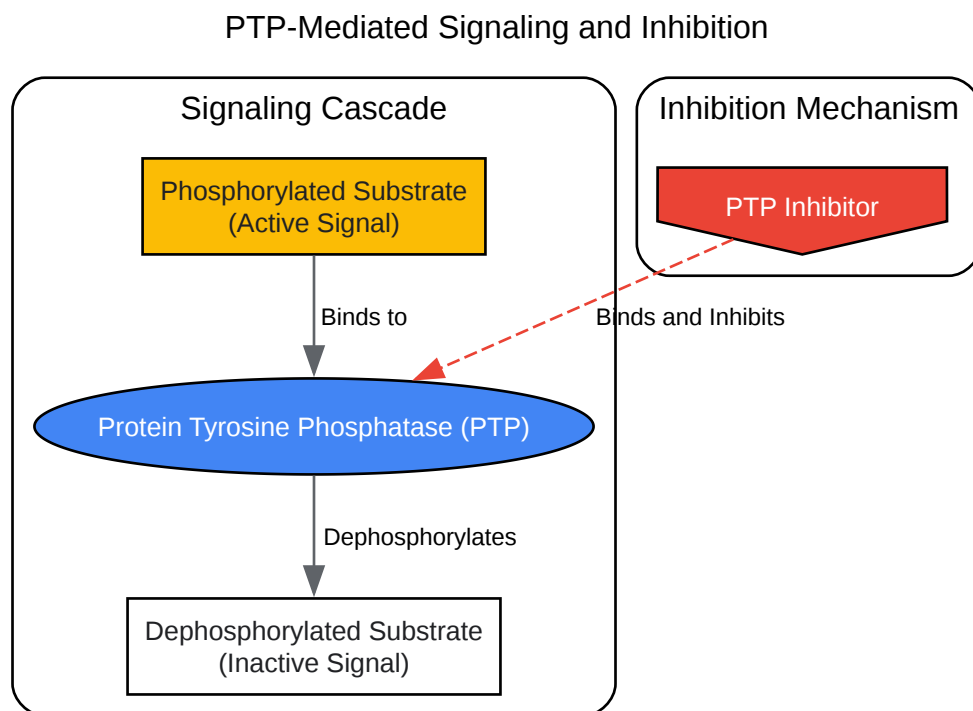 PTP-Mediated Signaling and Inhibition
Signaling Cascade
Inhibition Mechanism
Phosphorylated Substrate
(Active Signal)
PTP Inhibitor
Binds to
Binds and Inhibits
Protein Tyrosine Phosphatase (PTP)
Dephosphorylates
Dephosphorylated Substrate
(Inactive Signal)